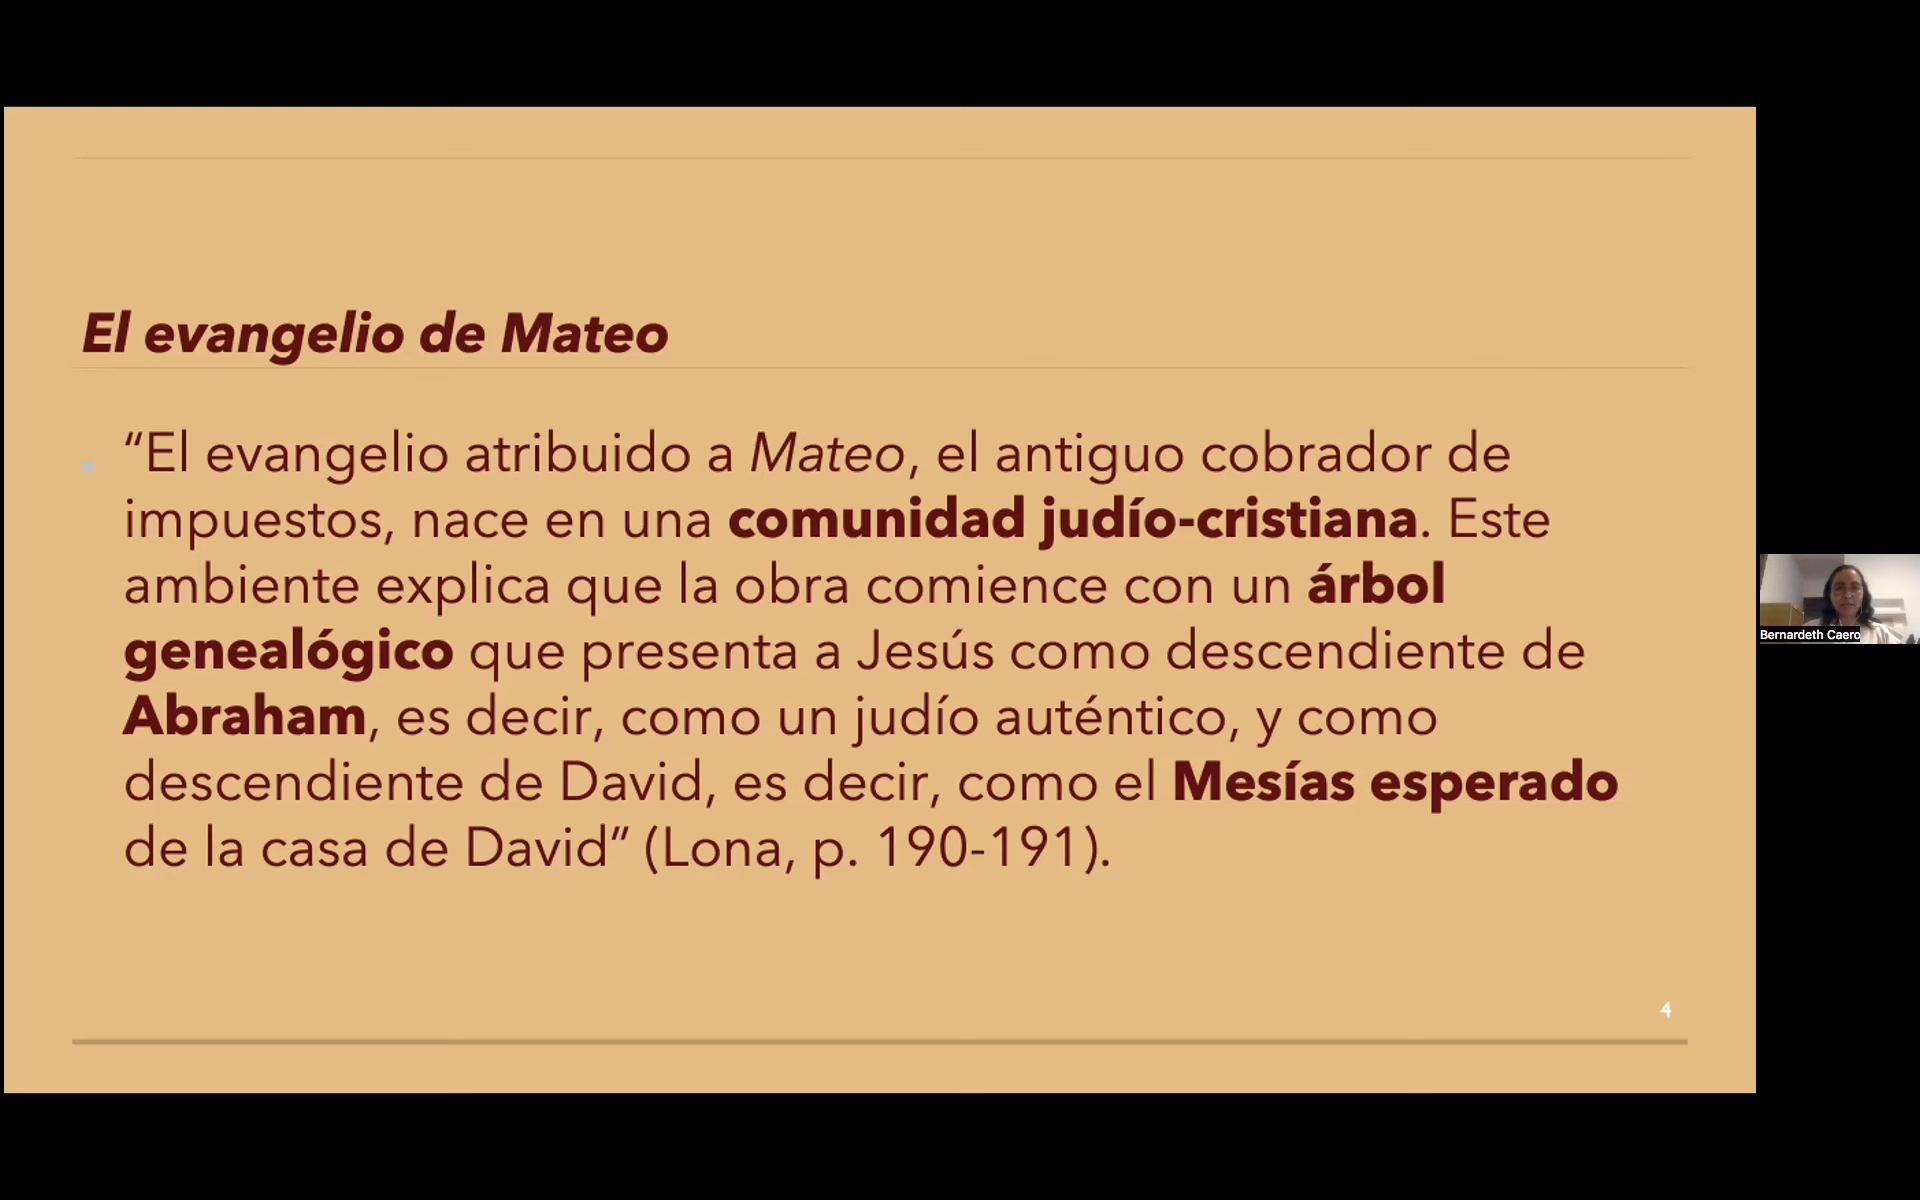 El evangelio de Mateo
“El evangelio atribuido a Mateo, el antiguo cobrador de
impuestos, nace en una comunidad judío-cristiana. Este
ambiente explica que la obra comience con un árbol
genealógico que presenta a Jesús como descendiente de
Abraham, es decir, como un judío auténtico, y como
descendiente de David, es decir, como el Mesías esperado
de la casa de David” (Lona, p. 190-191).
4
Bernardeth Caero